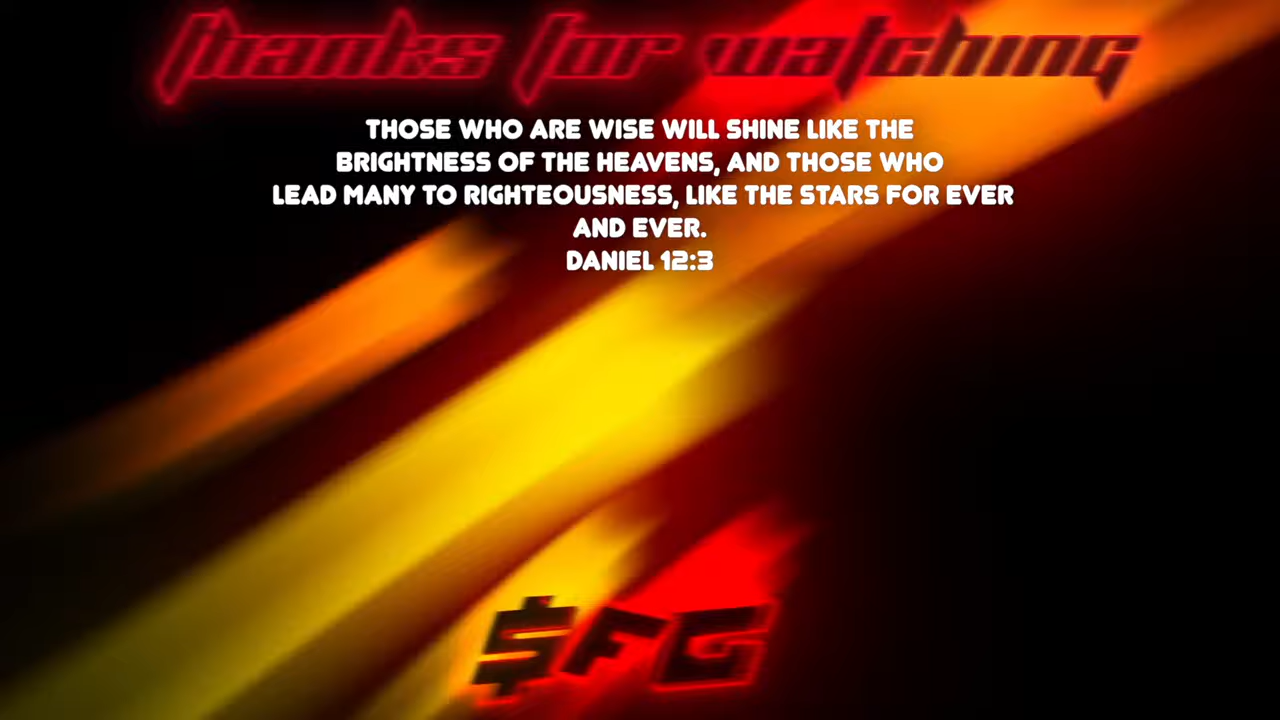 thanks for watching
THOSE WHO ARE WISE WILL SHINE LIKE THE
BRIGHTNESS OF THE HEAVENS, AND THOSE WHO
LEAD MANY TO RIGHTEOUSNESS, LIKE THE STARS FOR EVER
AND EVER.
DANIEL 12:3
$FG